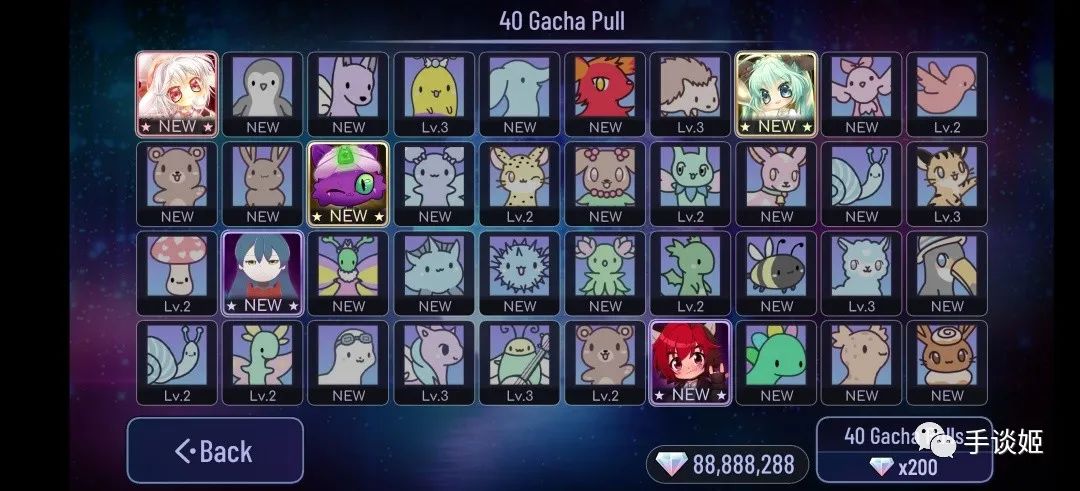 40 Gacha Pull
★ NEW ★ NEW NEW Lv.3 NEW NEW Lv.3 ★ NEW ★ NEW Lv.2
NEW NEW ★ NEW ★ NEW Lv.2 NEW Lv.2 NEW NEW Lv.3
Lv.2 ★ NEW ★ NEW NEW NEW NEW Lv.2 NEW Lv.3 NEW
Lv.2 Lv.2 NEW Lv.3 Lv.3 Lv.2 ★ NEW ★ NEW NEW NEW
Back
88,888,288
40 Gacha Pulls
x200
手谈姬